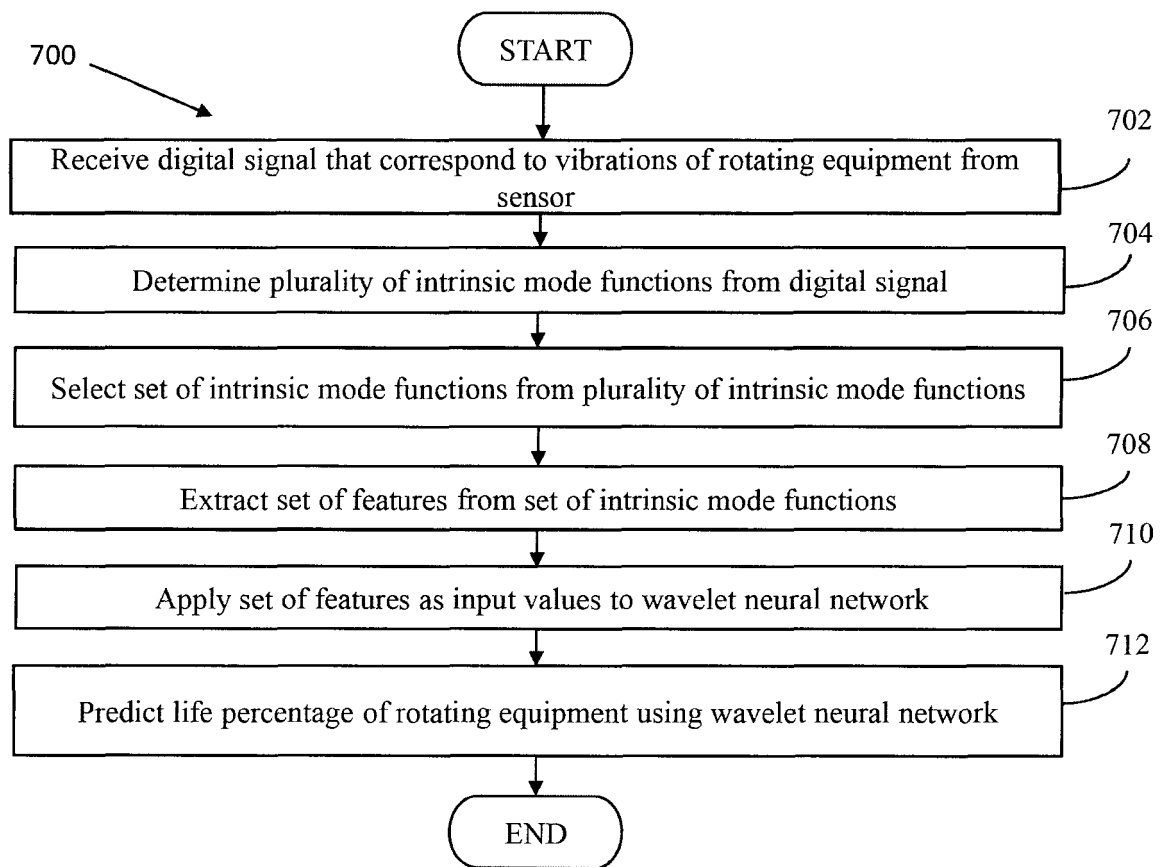 START
700
702
Receive digital signal that correspond to vibrations of rotating equipment from
sensor
704
Determine plurality of intrinsic mode functions from digital signal
706
Select set of intrinsic mode functions from plurality of intrinsic mode functions
708
Extract set of features from set of intrinsic mode functions
710
Apply set of features as input values to wavelet neural network
712
Predict life percentage of rotating equipment using wavelet neural network
END